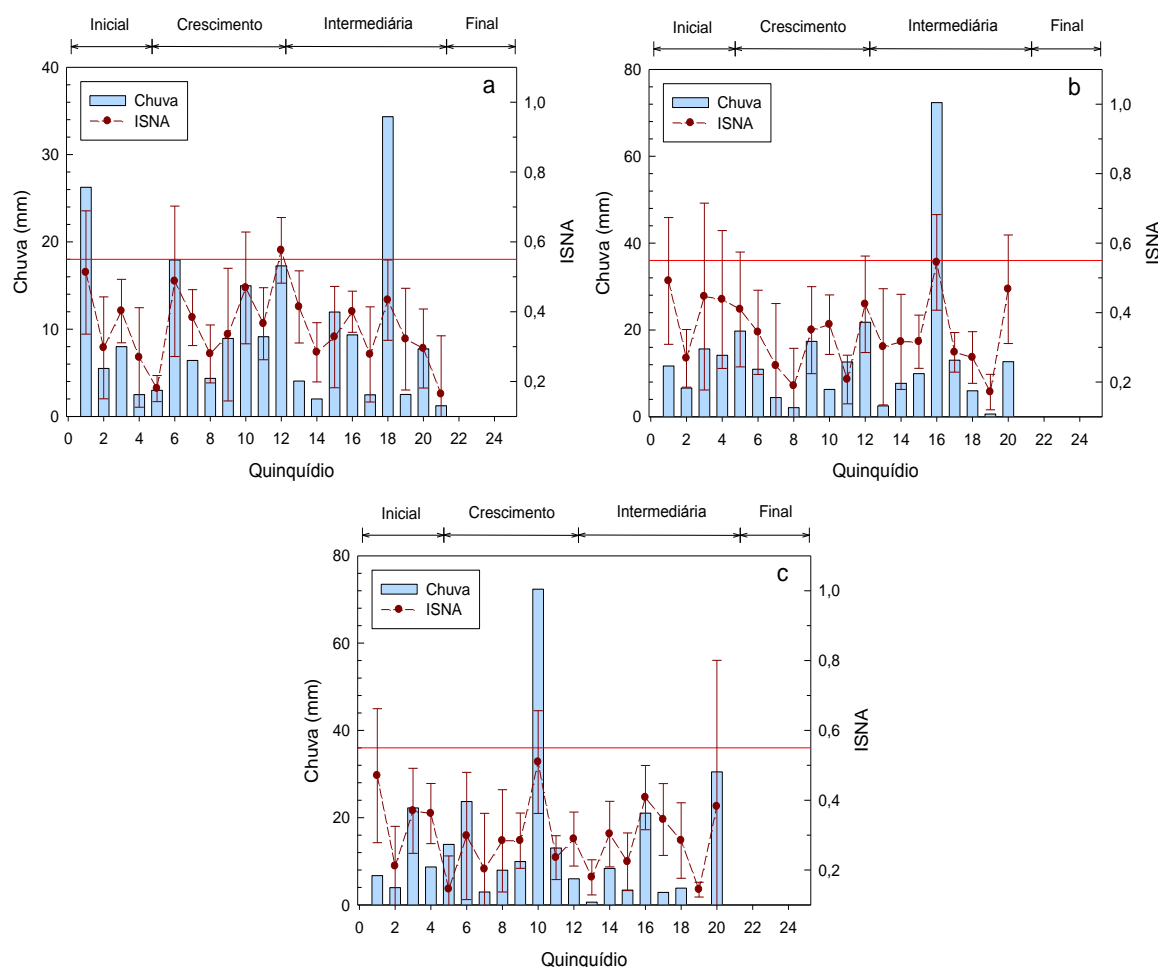 Inicial Crescimento Intermediária Final
a
Chuva
ISNA
40
30
20
10
0
Chuva (mm)
1,0
0,8
0,6
0,4
0,2
ISNA
0 2 4 6 8 10 12 14 16 18 20 22 24
Quinquídio
Inicial Crescimento Intermediária Final
b
Chuva
ISNA
80
60
40
20
0
Chuva (mm)
1,0
0,8
0,6
0,4
0,2
ISNA
0 2 4 6 8 10 12 14 16 18 20 22 24
Quinquídio
Inicial Crescimento Intermediária Final
c
Chuva
ISNA
80
60
40
20
0
Chuva (mm)
1,0
0,8
0,6
0,4
0,2
ISNA
0 2 4 6 8 10 12 14 16 18 20 22 24
Quinquídio